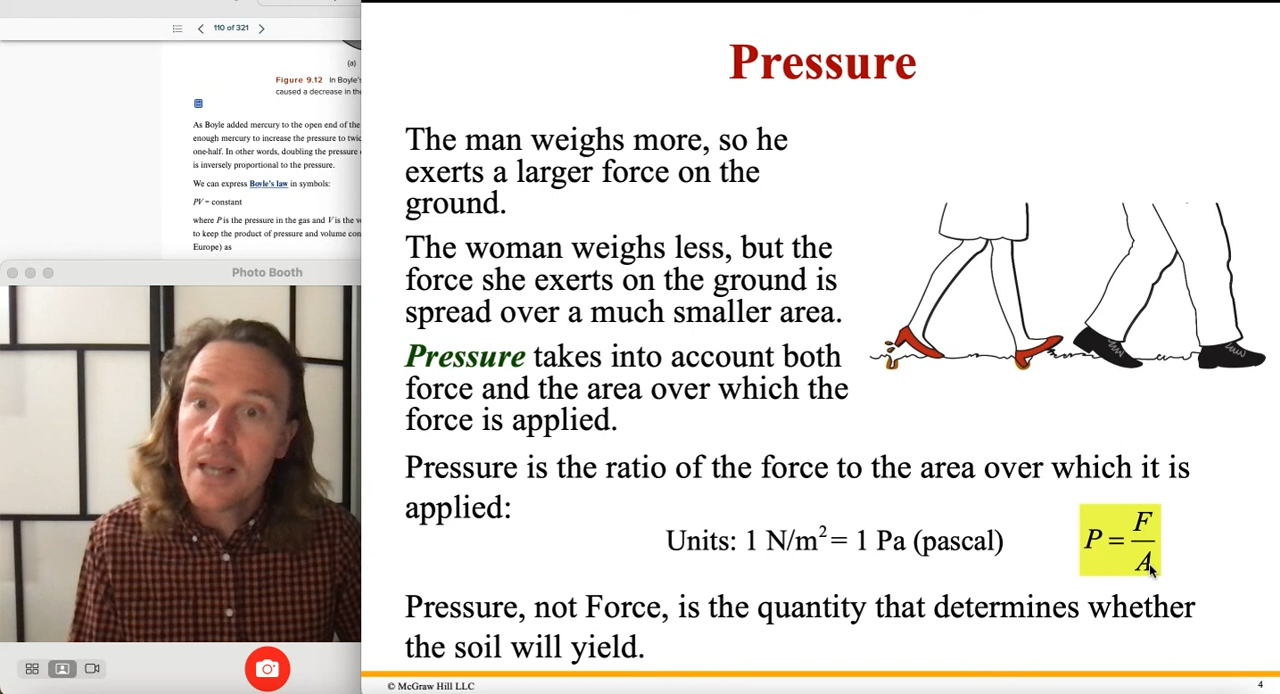 110 of 321
(a)
Figure 9.12 In Boyle's
caused a decrease in the
As Boyle added mercury to the open end of the
enough mercury to increase the pressure to twic
one-half. In other words, doubling the pressure
is inversely proportional to the pressure.
We can express Boyle's law in symbols:
PV = constant
where P is the pressure in the gas and V is the v
to keep the product of pressure and volume con
Europe) as
Photo Booth
Pressure
The man weighs more, so he
exerts a larger force on the
ground.
The woman weighs less, but the
force she exerts on the ground is
spread over a much smaller area.
Pressure takes into account both
force and the area over which the
force is applied.
Pressure is the ratio of the force to the area over which it is
applied:
Units: 1 N/m²= 1 Pa (pascal)
P = F/A
Pressure, not Force, is the quantity that determines whether
the soil will yield.
© McGraw Hill LLC
4